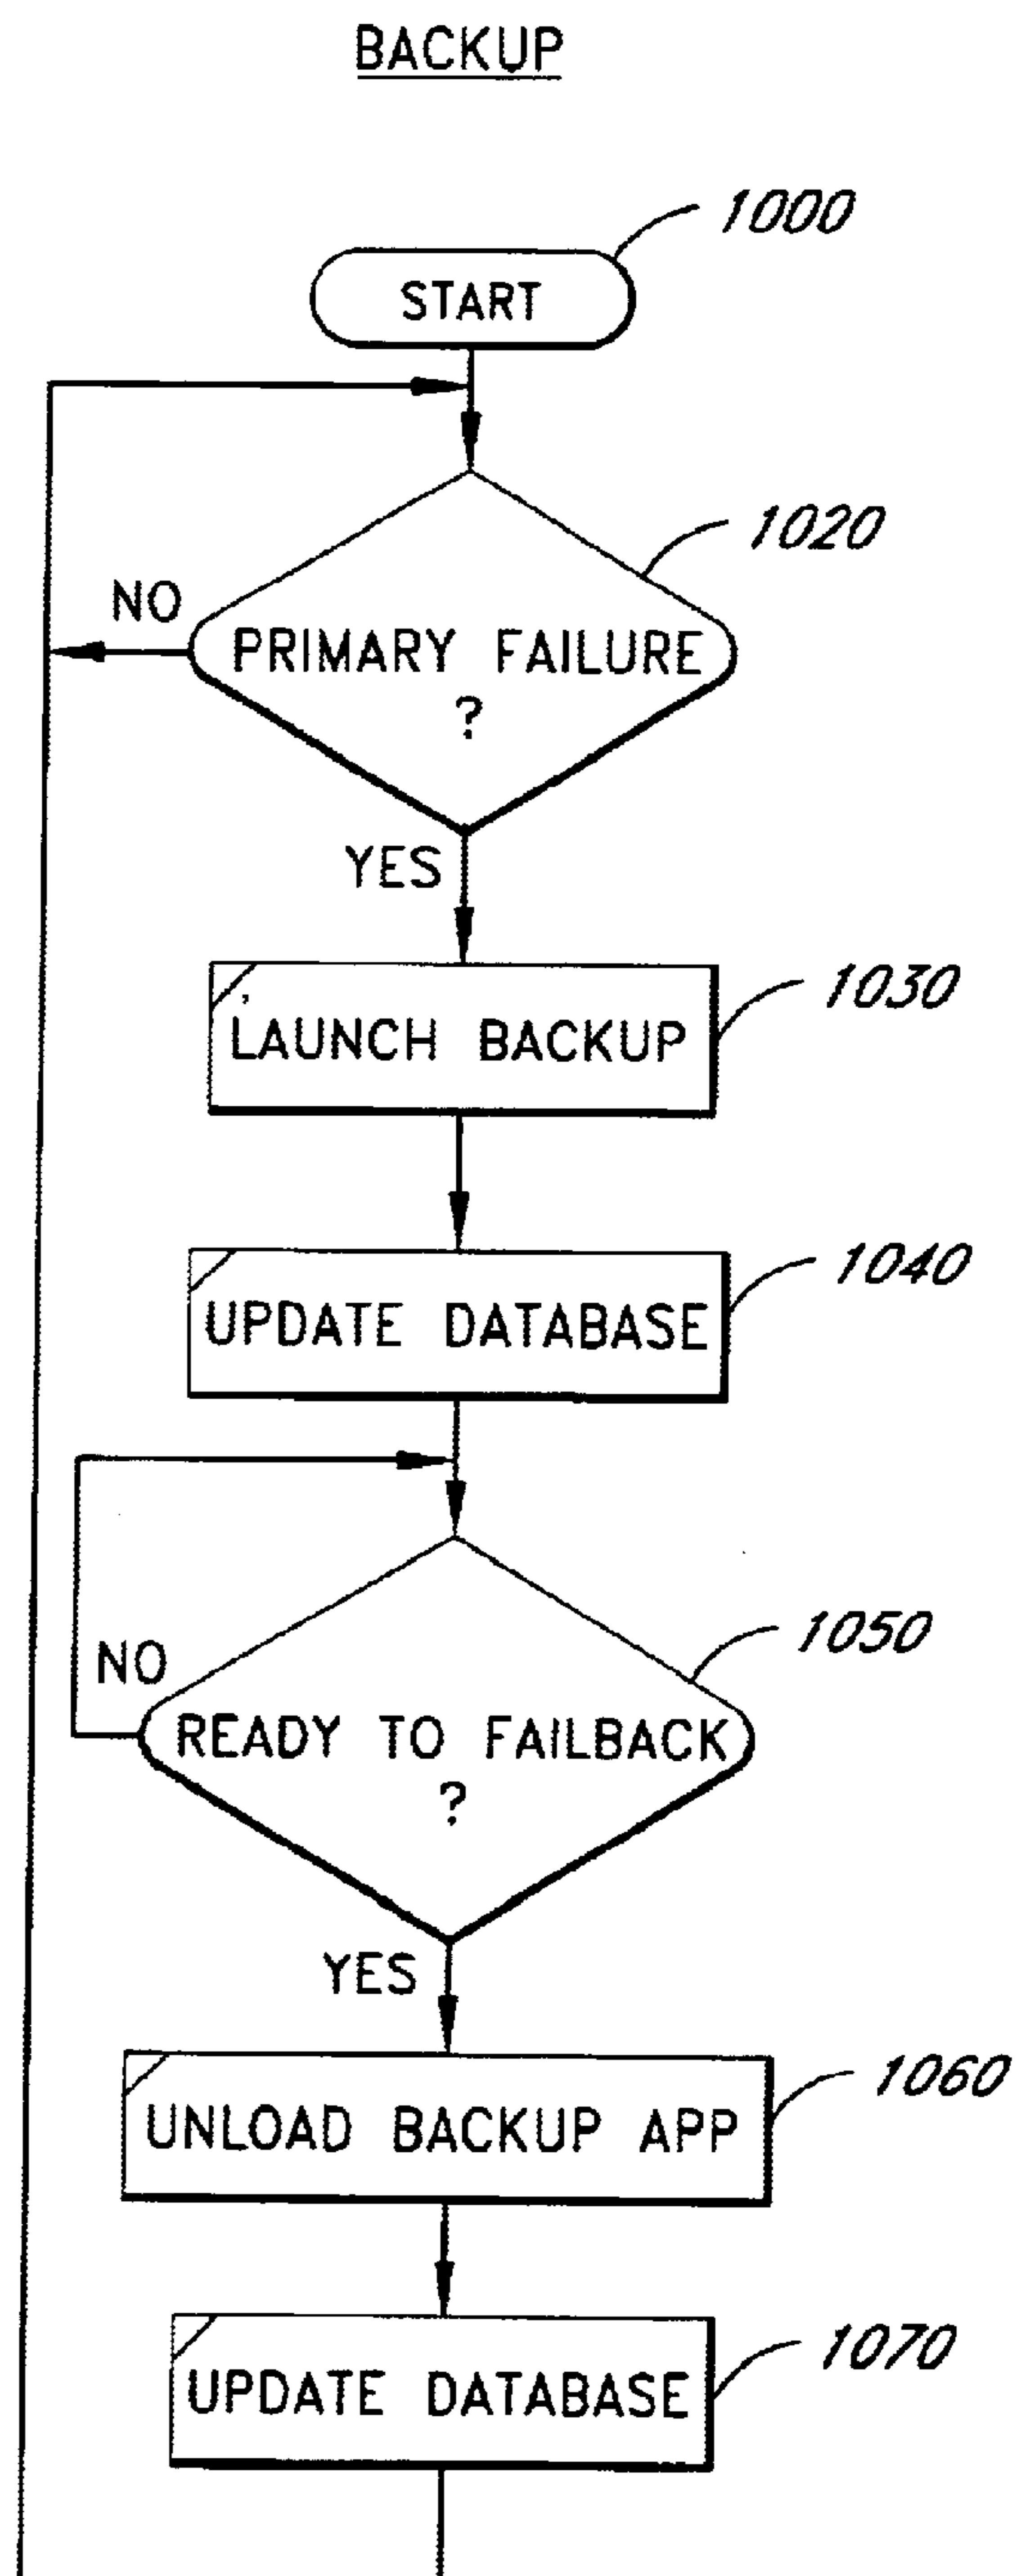 BACKUP
1000
START
1020
NO
PRIMARY FAILURE
?
YES
1030
LAUNCH BACKUP
1040
UPDATE DATABASE
1050
NO
READY TO FAILBACK
?
YES
1060
UNLOAD BACKUP APP
1070
UPDATE DATABASE